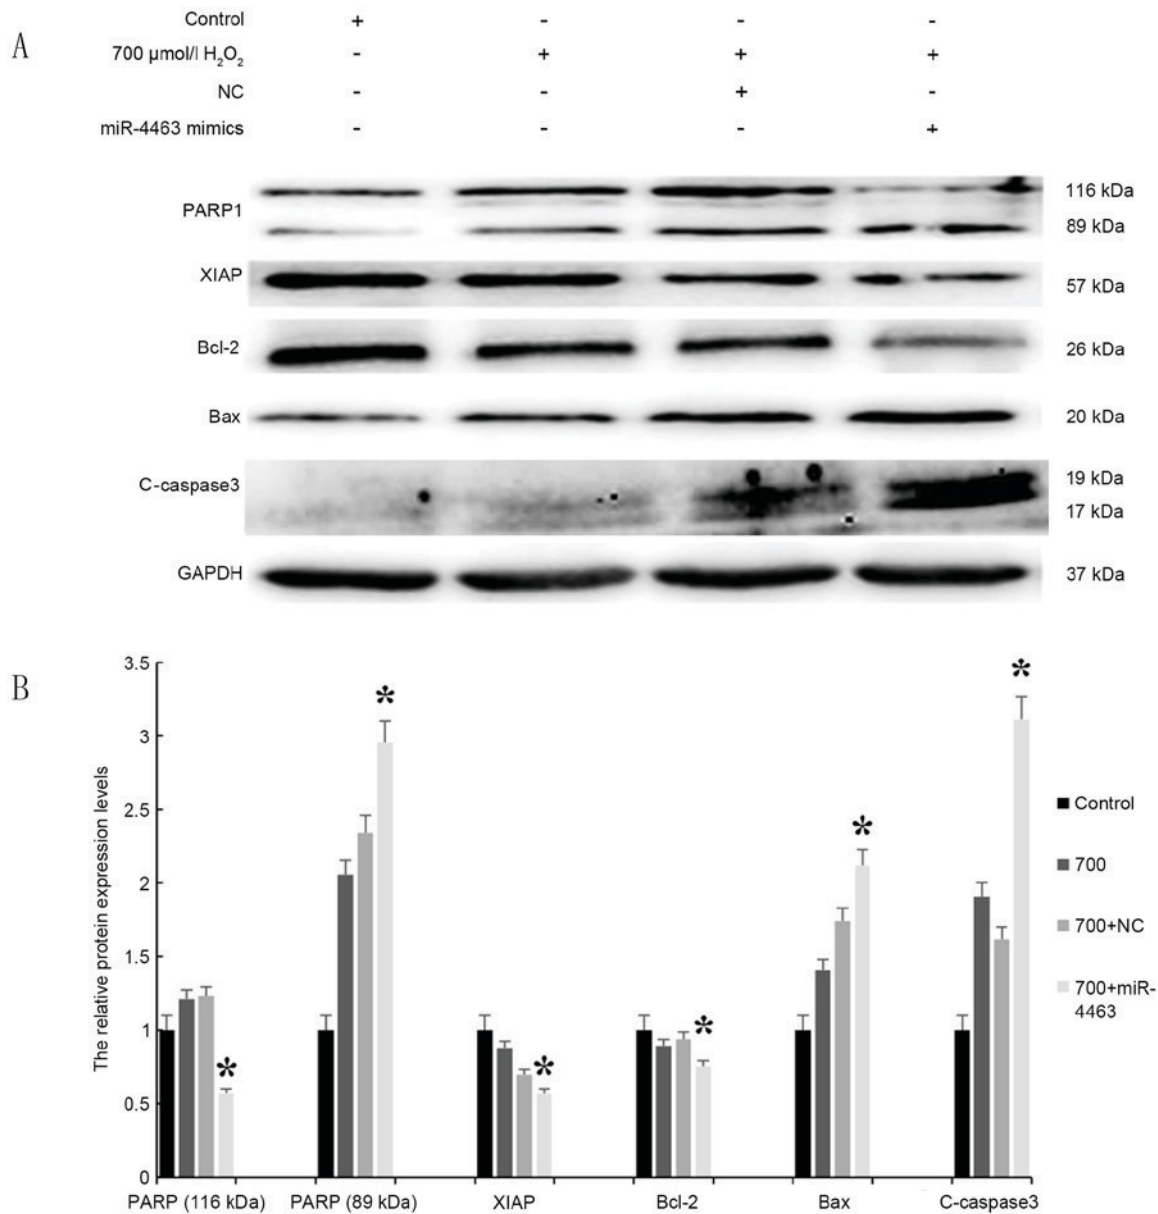 A
Control + - - -
700 µmol/l H₂O₂ - + + +
NC - - + -
miR-4463 mimics - - - +
PARP1 116 kDa
89 kDa
XIAP 57 kDa
Bcl-2 26 kDa
Bax 20 kDa
C-caspase3 19 kDa
17 kDa
GAPDH 37 kDa
B
The relative protein expression levels
3.5
3
2.5
2
1.5
1
0.5
0
* * * * * *
PARP (116 kDa) PARP (89 kDa) XIAP Bcl-2 Bax C-caspase3
Control
700
700+NC
700+miR-
4463